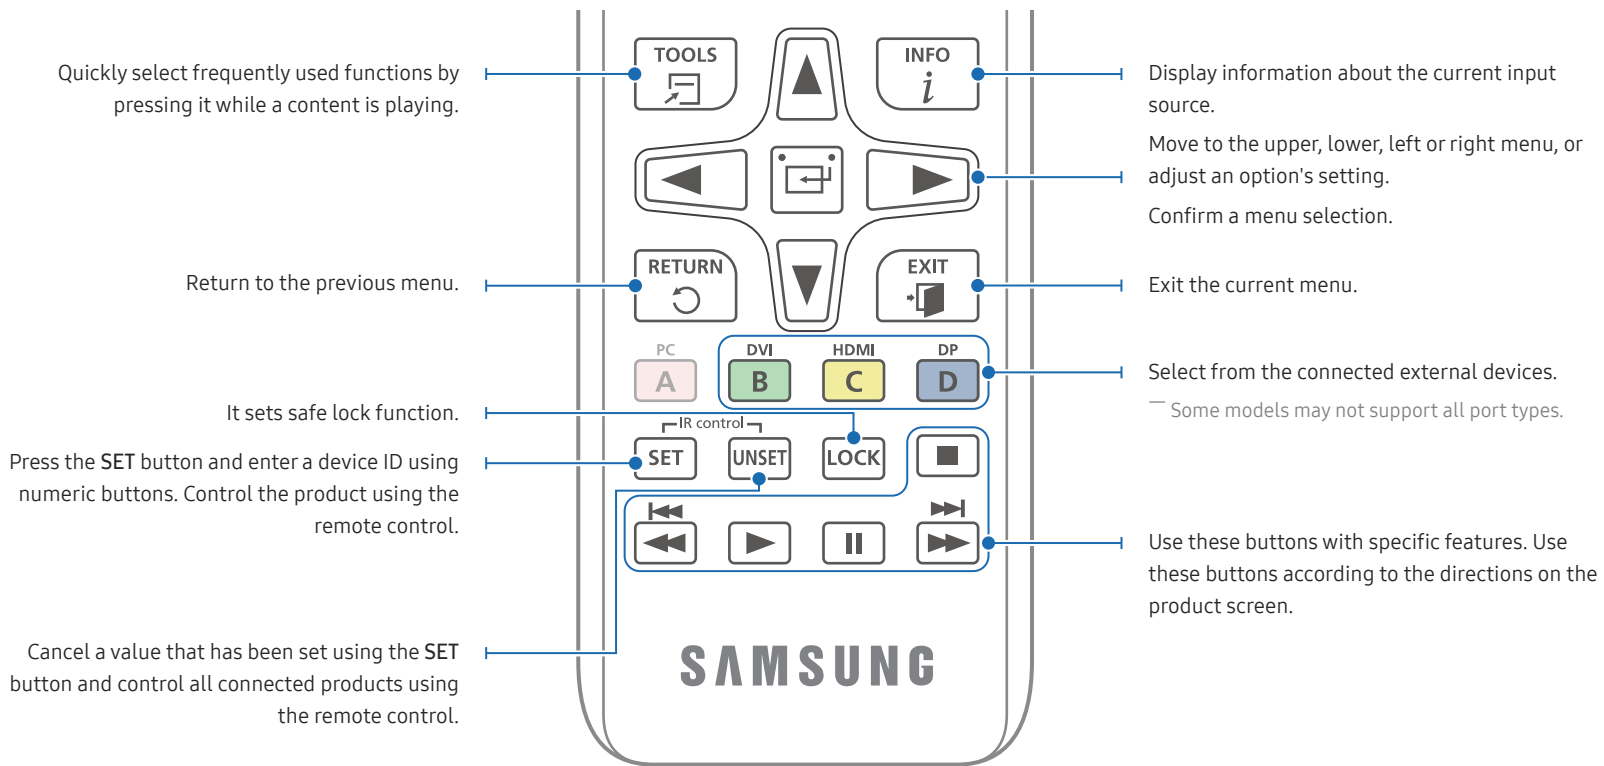 TOOLS
INFO
Quickly select frequently used functions by
pressing it while a content is playing.
Display information about the current input
source.
Move to the upper, lower, left or right menu, or
adjust an option's setting.
Confirm a menu selection.
RETURN
EXIT
Return to the previous menu.
Exit the current menu.
PC
DVI
HDMI
DP
A
B
C
D
Select from the connected external devices.
― Some models may not support all port types.
It sets safe lock function.
IR control
SET
UNSET
LOCK
Press the SET button and enter a device ID using
numeric buttons. Control the product using the
remote control.
Use these buttons with specific features. Use
these buttons according to the directions on the
product screen.
Cancel a value that has been set using the SET
button and control all connected products using
the remote control.
SAMSUNG